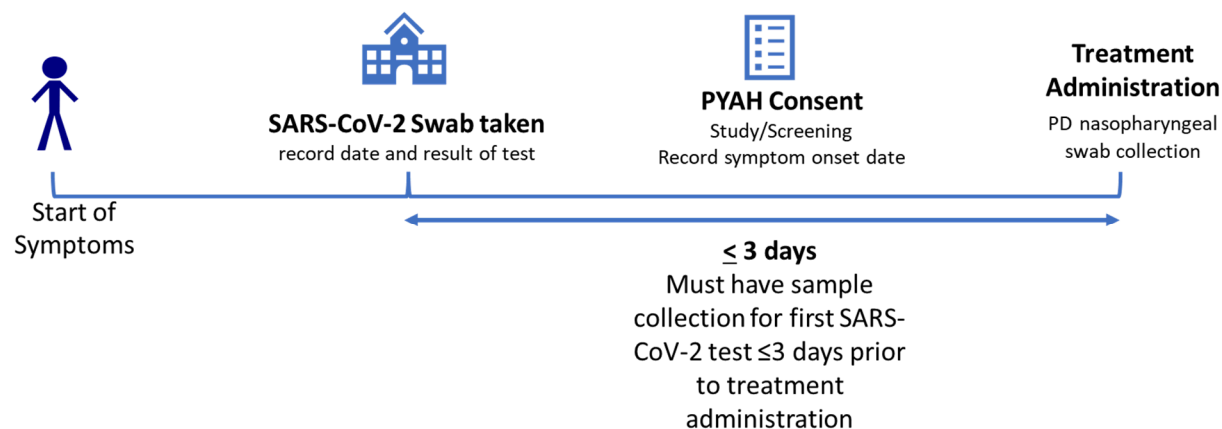 Start of
Symptoms
SARS-CoV-2 Swab taken
record date and result of test
PYAH Consent
Study/Screening
Record symptom onset date
Treatment
Administration
PD nasopharyngeal
swab collection
≤ 3 days
Must have sample
collection for first SARS-
CoV-2 test ≤3 days prior
to treatment
administration